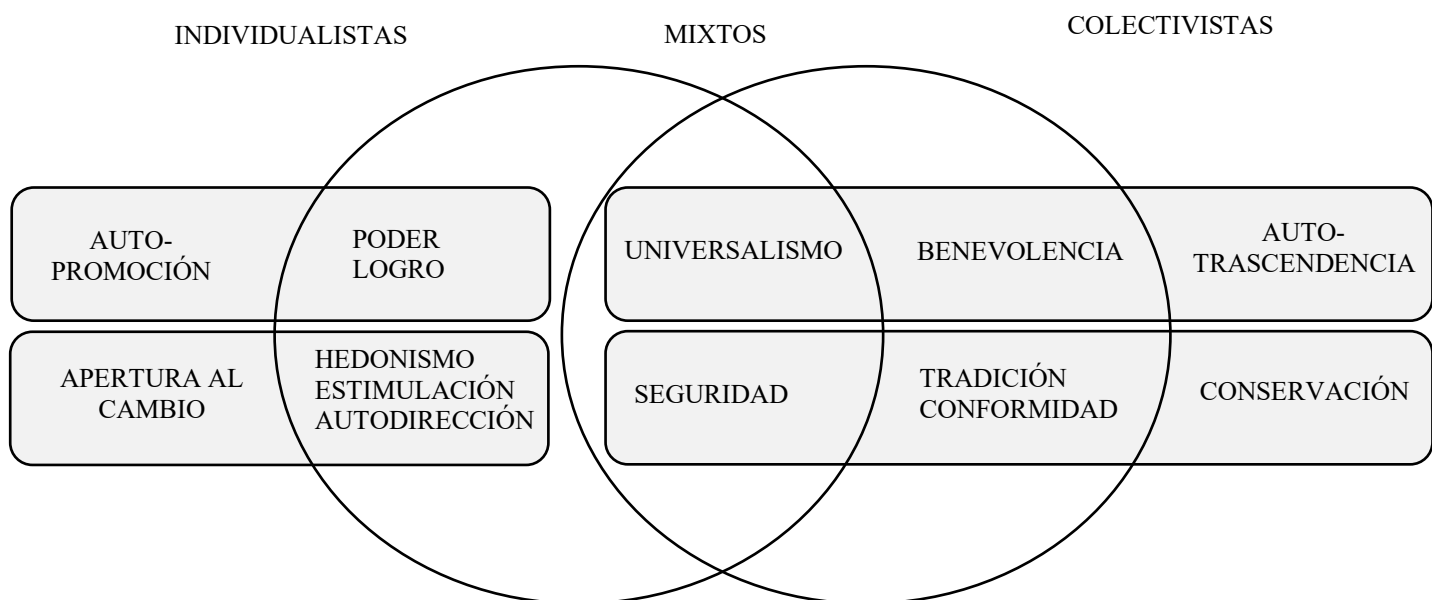 INDIVIDUALISTAS
MIXTOS
COLECTIVISTAS
AUTO-
PROMOCIÓN
PODER
LOGRO
UNIVERSALISMO
BENEVOLENCIA
AUTO-
TRASCENDENCIA
APERTURA AL
CAMBIO
HEDONISMO
ESTIMULACIÓN
AUTODIRECCIÓN
SEGURIDAD
TRADICIÓN
CONFORMIDAD
CONSERVACIÓN